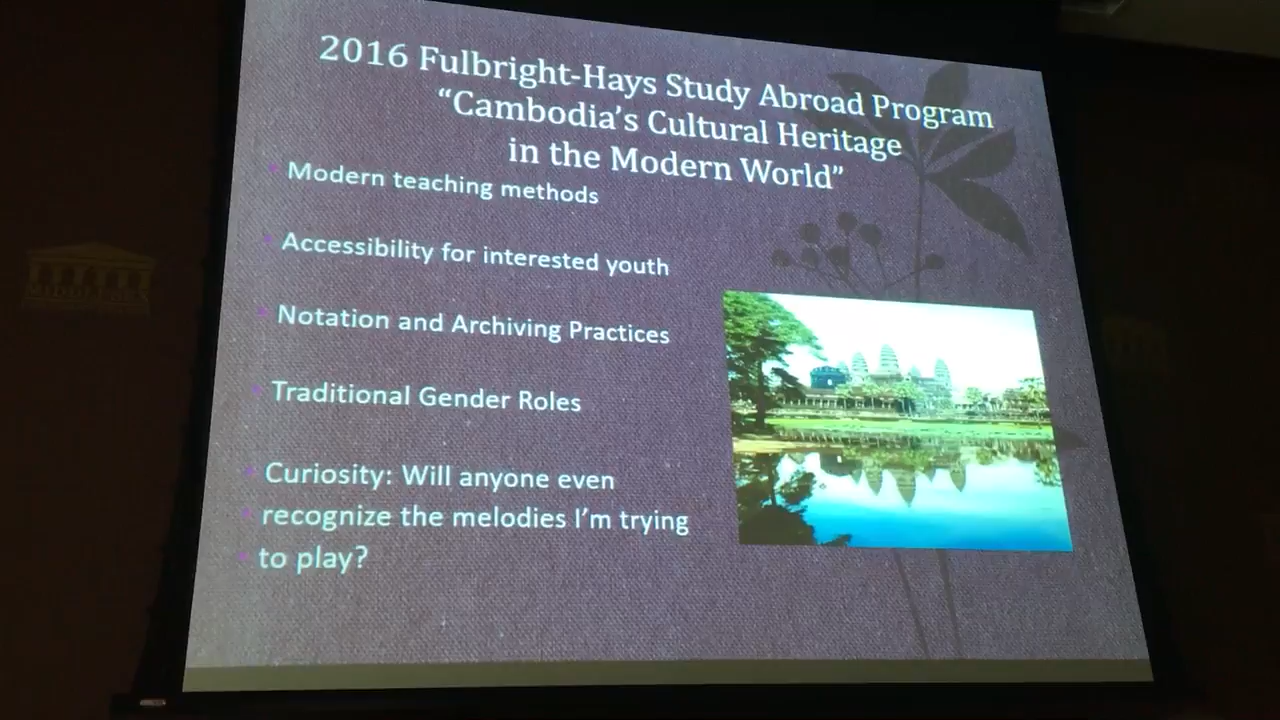 2016 Fulbright-Hays Study Abroad Program
“Cambodia’s Cultural Heritage
in the Modern World”
Modern teaching methods
Accessibility for interested youth
Notation and Archiving Practices
Traditional Gender Roles
Curiosity: Will anyone even
recognize the melodies I’m trying
to play?